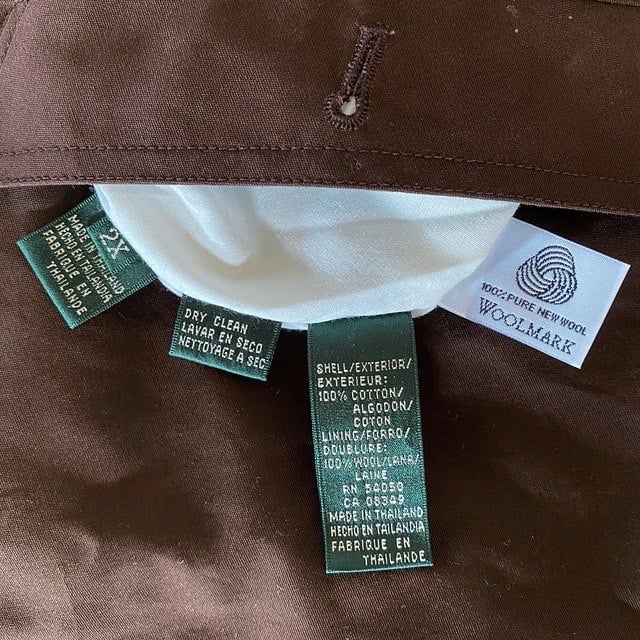 2X
MADE IN THAILAND
HECHO EN TAILANDIA
FABRIQUE EN
THAILANDE
DRY CLEAN
LAVAR EN SECO
NETTOYAGE A SEC
SHELL/EXTERIOR/
EXTERIEUR:
100% COTTON/
ALGODON/
COTON
LINING/FORRO/
DOUBLURE:
100% WOOL/LANA/
LAINE
RN 54050
CA 08349
MADE IN THAILAND
HECHO EN TAILANDIA
FABRIQUE EN
THAILANDE
100% PURE NEW WOOL
WOOLMARK